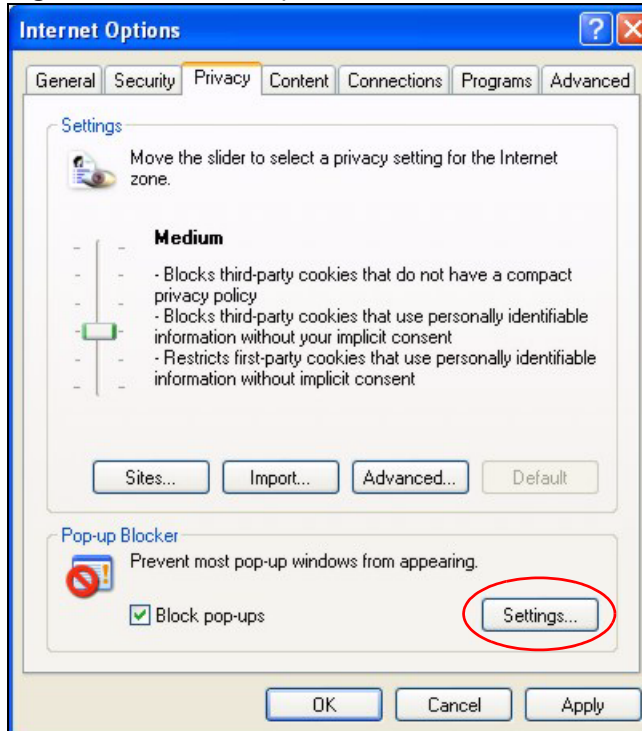 Internet Options
General Security Privacy Content Connections Programs Advanced
Settings
Move the slider to select a privacy setting for the Internet
zone.
Medium
- Blocks third-party cookies that do not have a compact
privacy policy
- Blocks third-party cookies that use personally identifiable
information without your implicit consent
- Restricts first-party cookies that use personally identifiable
information without implicit consent
Sites... Import... Advanced... Default
Pop-up Blocker
Prevent most pop-up windows from appearing.
Block pop-ups Settings...
OK Cancel Apply